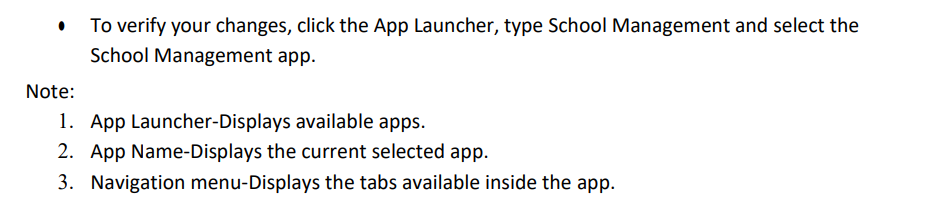 • To verify your changes, click the App Launcher, type School Management and select the
School Management app.
Note:
1. App Launcher-Displays available apps.
2. App Name-Displays the current selected app.
3. Navigation menu-Displays the tabs available inside the app.